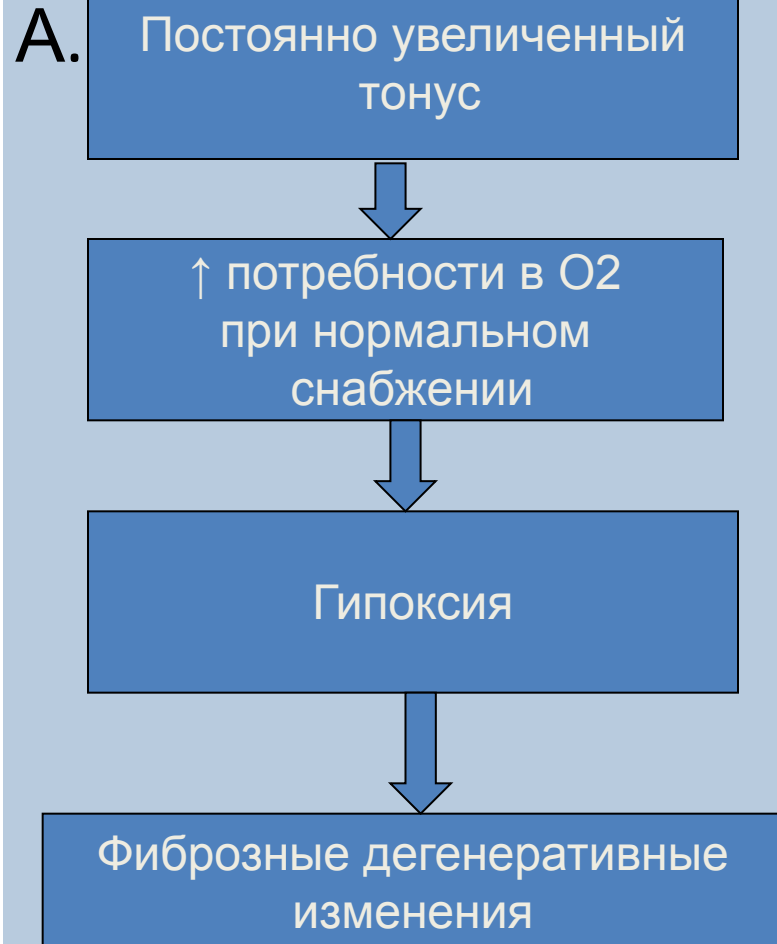 А.
Постоянно увеличенный
тонус
↑ потребности в О2
при нормальном
снабжении
Гипоксия
Фиброзные дегенеративные
изменения